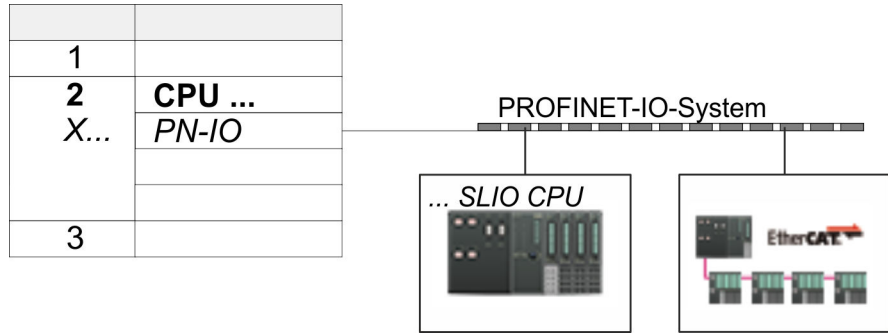 1
2 CPU ...
X... PN-IO
3
PROFINET-IO-System
... SLIO CPU
EtherCAT